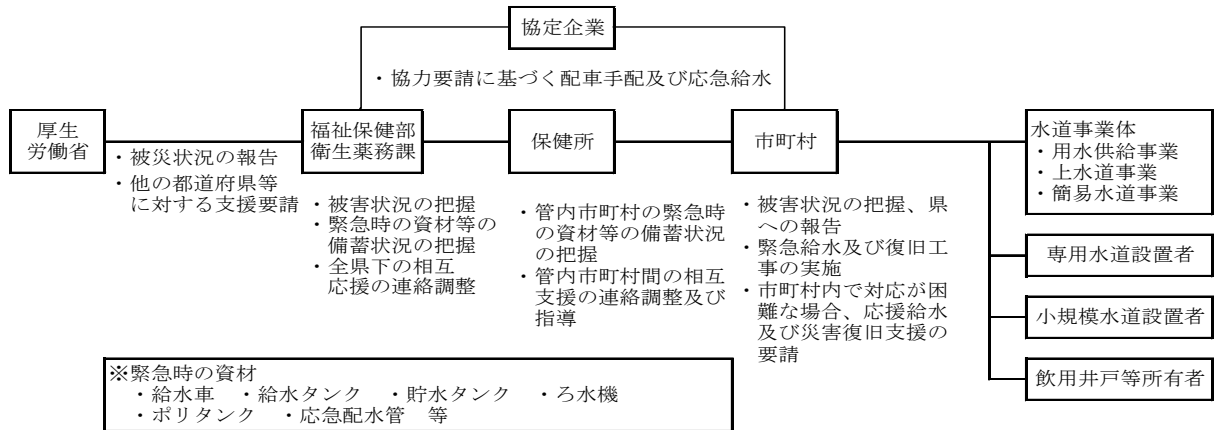 協定企業
・協力要請に基づく配車手配及び応急給水
厚生
労働省
・被災状況の報告
・他の都道府県等
に対する支援要請
福祉保健部
衛生薬務課
・被害状況の把握
・緊急時の資材等の
備蓄状況の把握
・全県下の相互
応援の連絡調整
保健所
・管内市町村の緊急時
の資材等の備蓄状況
の把握
・管内市町村間の相互
支援の連絡調整及び
指導
市町村
・被害状況の把握、県
への報告
・緊急給水及び復旧工
事の実施
・市町村内で対応が困
難な場合、応援給水
及び災害復旧支援の
要請
水道事業体
・用水供給事業
・上水道事業
・簡易水道事業
専用水道設置者
小規模水道設置者
飲用井戸等所有者
※緊急時の資材
・給水車 ・給水タンク ・貯水タンク ・ろ水機
・ポリタンク ・応急配水管 等